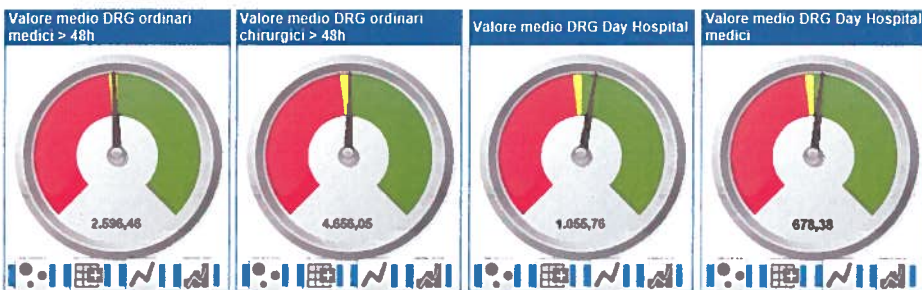 Valore medio DRG ordinari
medici > 48h
Valore medio DRG ordinari
chirurgici > 48h
Valore medio DRG Day Hospital
Valore medio DRG Day Hospital
medici
2.596,46
4.656,05
1.055,76
678,38